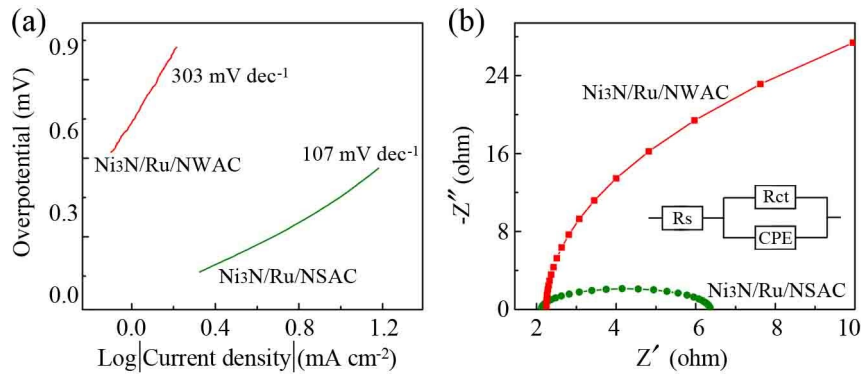 (a)
Overpotential (mV)
0.9
0.6
0.3
0.0
303 mV dec-1
Ni3N/Ru/NWAC
107 mV dec-1
Ni3N/Ru/NSAC
0.0 0.4 0.8 1.2
Log|Current density|(mA cm-2)
(b)
-Z″ (ohm)
24
16
8
0
Ni3N/Ru/NWAC
Rs
Rct
CPE
Ni3N/Ru/NSAC
2 4 6 8 10
Z′ (ohm)